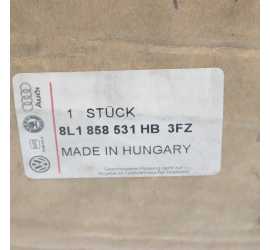 Audi
1 STÜCK
8L1 858 531 HB 3FZ
MADE IN HUNGARY